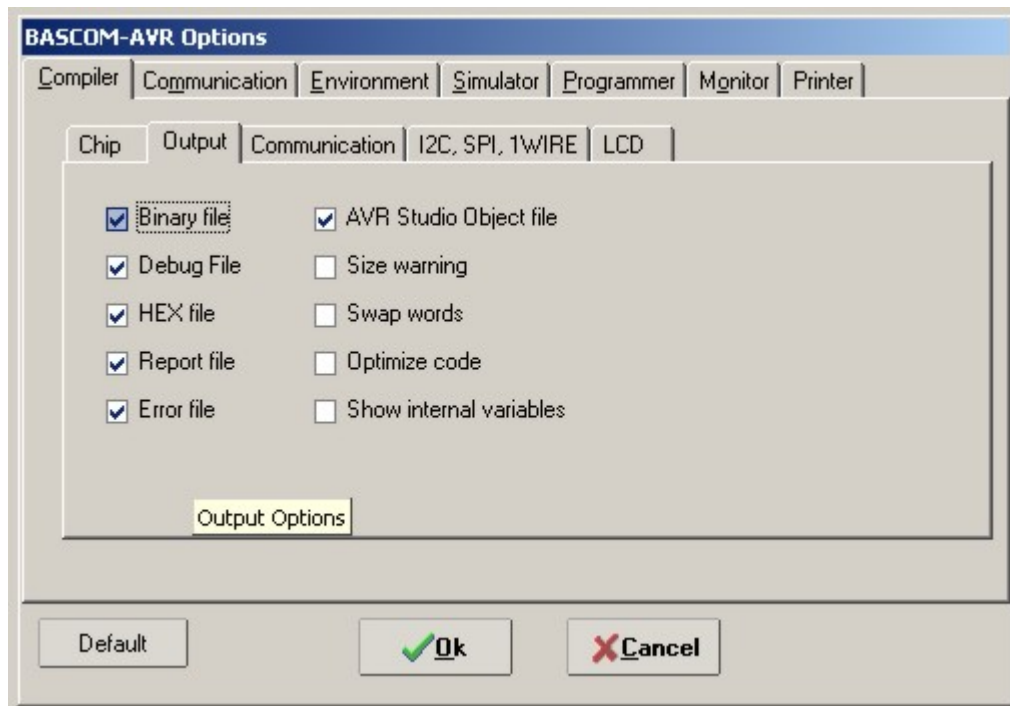 BASCOM-AVR Options
Compiler Communication Environment Simulator Programmer Monitor Printer
Chip Output Communication I2C, SPI, 1WIRE LCD
Binary file AVR Studio Object file
Debug File Size warning
HEX file Swap words
Report file Optimize code
Error file Show internal variables
Output Options
Default Ok Cancel